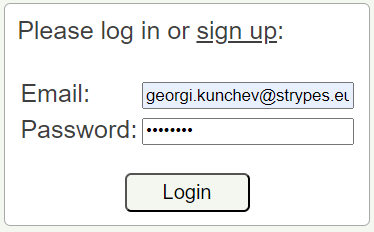 Please log in or sign up:
Email: georgi.kunchev@strypes.eu
Password: ••••••••
Login